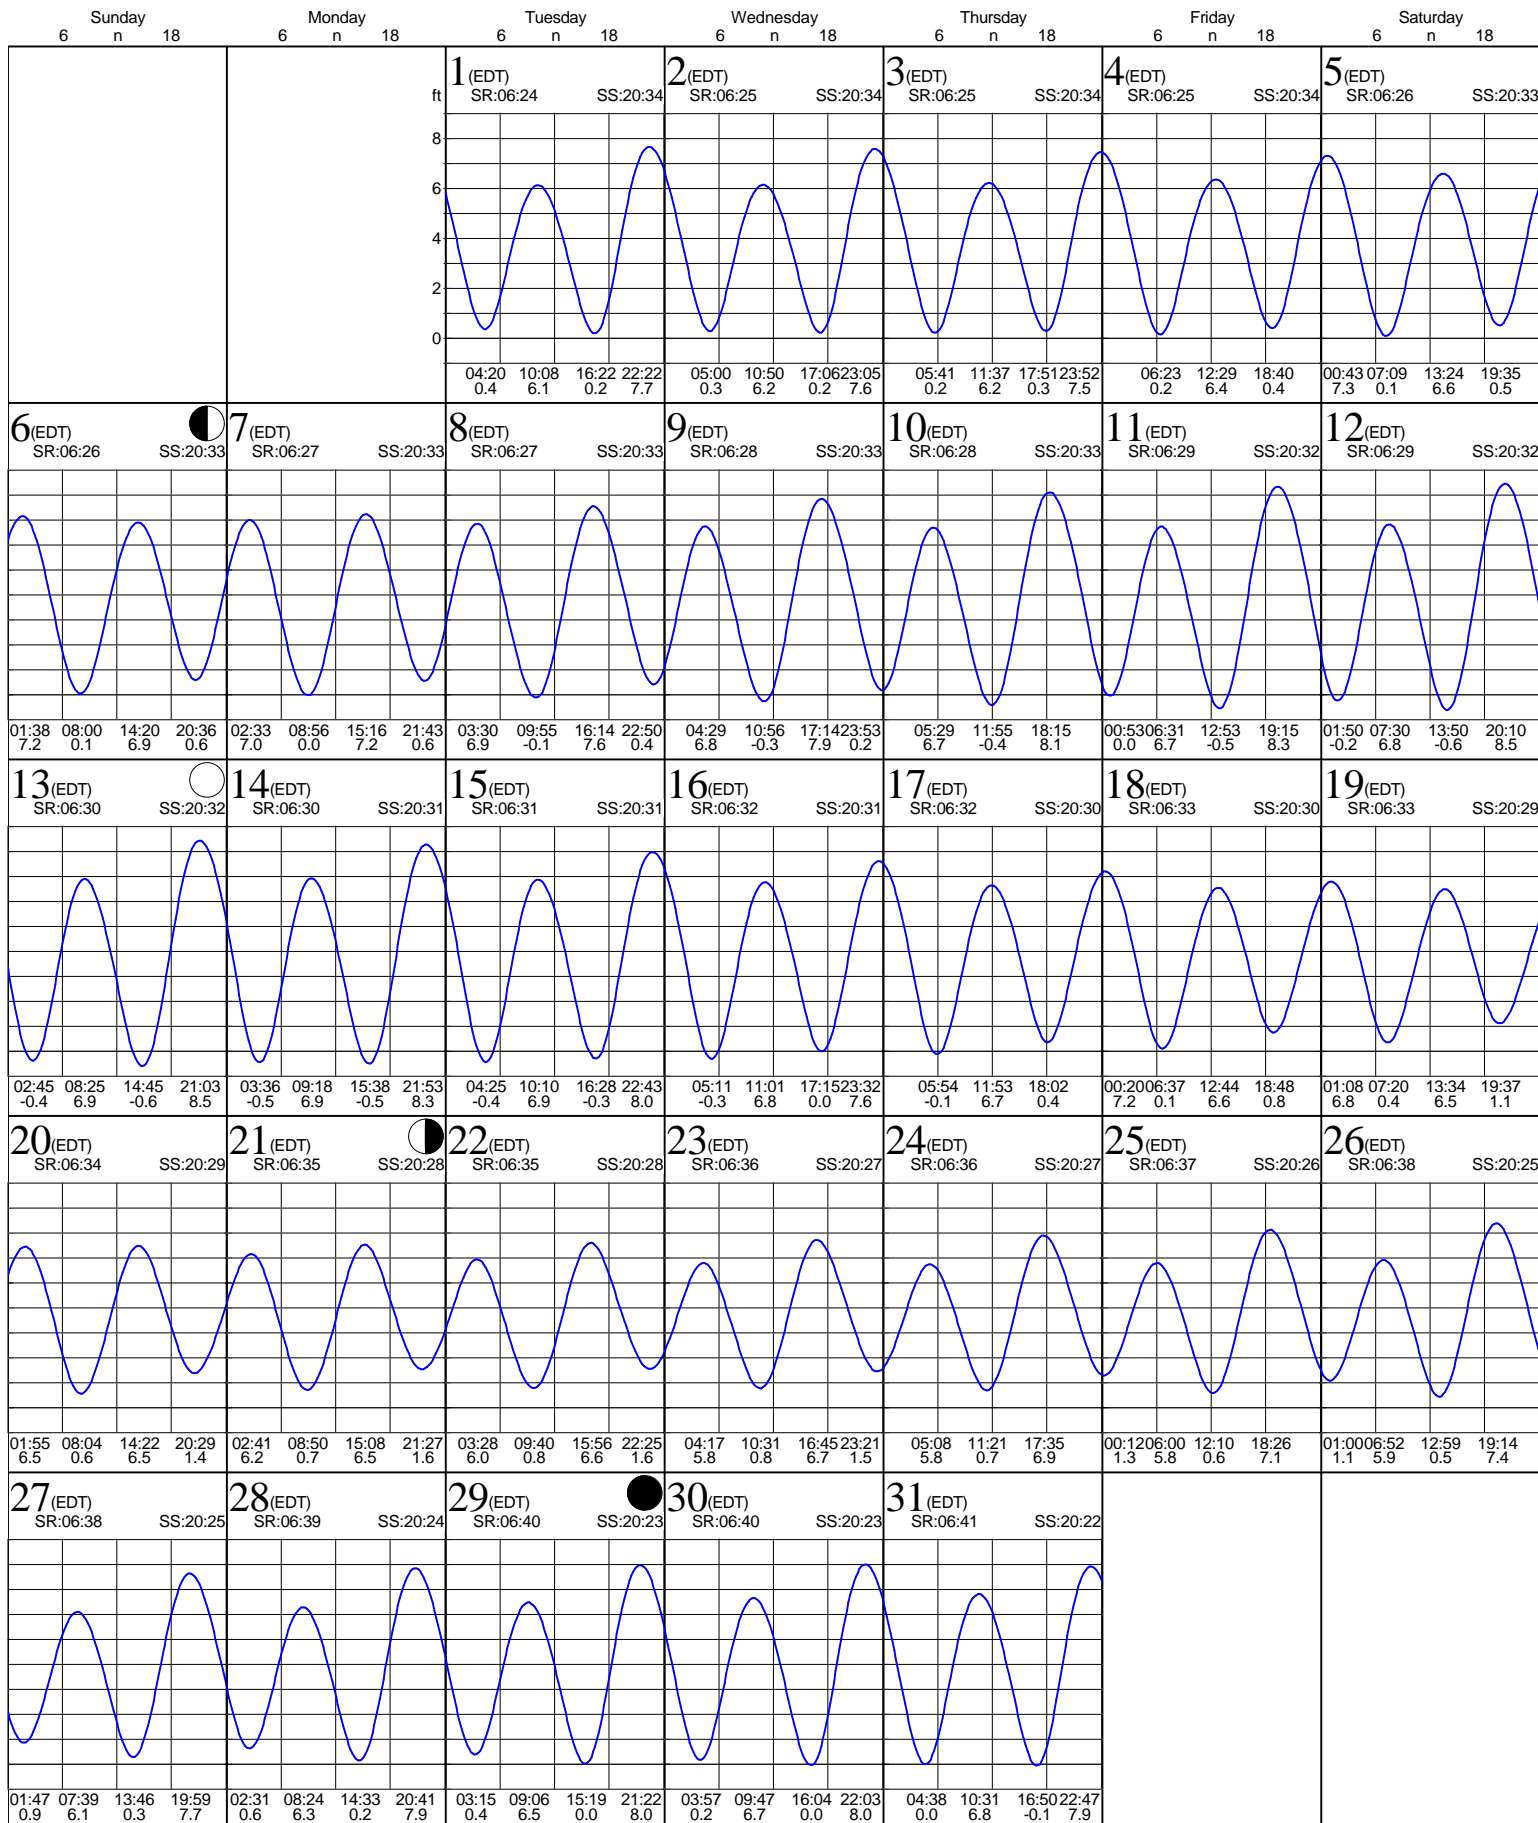 Sunday Monday Tuesday Wednesday Thursday Friday Saturday
6 n 18 6 n 18 6 n 18 6 n 18 6 n 18 6 n 18 6 n 18
1(EDT) 2(EDT) 3(EDT) 4(EDT) 5(EDT)
ft SR:06:24 SS:20:34 SR:06:25 SS:20:34 SR:06:25 SS:20:34 SR:06:25 SS:20:34 SR:06:26 SS:20:33
8
6
4
2
0
04:20 10:08 16:22 22:22 05:00 10:50 17:06 23:05 05:41 11:37 17:51 23:52 06:23 12:29 18:40 00:43 07:09 13:24 19:35
0.4 6.1 0.2 7.7 0.3 6.2 0.2 7.6 0.2 6.2 0.3 7.5 0.2 6.4 0.4 7.3 0.1 6.6 0.5
6(EDT) 7(EDT) 8(EDT) 9(EDT) 10(EDT) 11(EDT) 12(EDT)
SR:06:26 SS:20:33 SR:06:27 SS:20:33 SR:06:27 SS:20:33 SR:06:28 SS:20:33 SR:06:28 SS:20:33 SR:06:29 SS:20:32 SR:06:29 SS:20:32
01:38 08:00 14:20 20:36 02:33 08:56 15:16 21:43 03:30 09:55 16:14 22:50 04:29 10:56 17:14 23:53 05:29 11:55 18:15 00:53 06:31 12:53 19:15 01:50 07:30 13:50 20:10
7.2 0.1 6.9 0.6 7.0 0.0 7.2 0.6 6.9 -0.1 7.6 0.4 6.8 -0.3 7.9 0.2 6.7 -0.4 8.1 0.0 6.7 -0.5 8.3 -0.2 6.8 -0.6 8.5
13(EDT) 14(EDT) 15(EDT) 16(EDT) 17(EDT) 18(EDT) 19(EDT)
SR:06:30 SS:20:32 SR:06:30 SS:20:31 SR:06:31 SS:20:31 SR:06:32 SS:20:31 SR:06:32 SS:20:30 SR:06:33 SS:20:30 SR:06:33 SS:20:29
02:45 08:25 14:45 21:03 03:36 09:18 15:38 21:53 04:25 10:10 16:28 22:43 05:11 11:01 17:15 23:32 05:54 11:53 18:02 00:20 06:37 12:44 18:48 01:08 07:20 13:34 19:37
-0.4 6.9 -0.6 8.5 -0.5 6.9 -0.5 8.3 -0.4 6.9 -0.3 8.0 -0.3 6.8 0.0 7.6 -0.1 6.7 0.4 7.2 0.1 6.6 0.8 6.8 0.4 6.5 1.1
20(EDT) 21(EDT) 22(EDT) 23(EDT) 24(EDT) 25(EDT) 26(EDT)
SR:06:34 SS:20:29 SR:06:35 SS:20:28 SR:06:35 SS:20:28 SR:06:36 SS:20:27 SR:06:36 SS:20:27 SR:06:37 SS:20:26 SR:06:38 SS:20:25
01:55 08:04 14:22 20:29 02:41 08:50 15:08 21:27 03:28 09:40 15:56 22:25 04:17 10:31 16:45 23:21 05:08 11:21 17:35 00:12 06:00 12:10 18:26 01:00 06:52 12:59 19:14
6.5 0.6 6.5 1.4 6.2 0.7 6.5 1.6 6.0 0.8 6.6 1.6 5.8 0.8 6.7 1.5 5.8 0.7 6.9 1.3 5.8 0.6 7.1 1.1 5.9 0.5 7.4
27(EDT) 28(EDT) 29(EDT) 30(EDT) 31(EDT)
SR:06:38 SS:20:25 SR:06:39 SS:20:24 SR:06:40 SS:20:23 SR:06:40 SS:20:23 SR:06:41 SS:20:22
01:47 07:39 13:46 19:59 02:31 08:24 14:33 20:41 03:15 09:06 15:19 21:22 03:57 09:47 16:04 22:03 04:38 10:31 16:50 22:47
0.9 6.1 0.3 7.7 0.6 6.3 0.2 7.9 0.4 6.5 0.0 8.0 0.2 6.7 0.0 8.0 0.0 6.8 -0.1 7.9